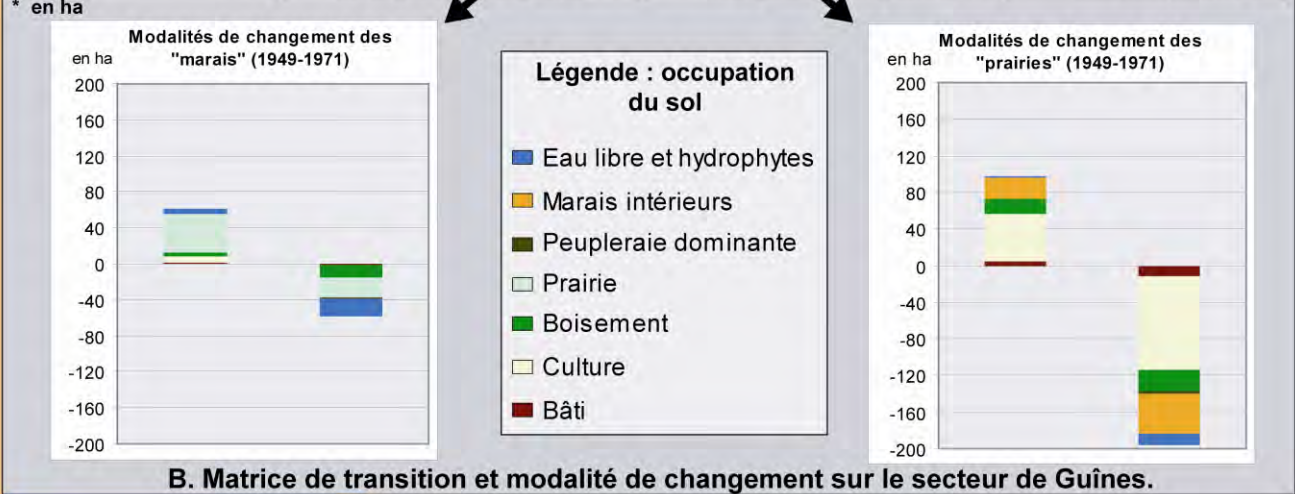 * en ha
Modalités de changement des
"marais" (1949-1971)
en ha
200
160
120
80
40
0
-40
-80
-120
-160
-200
Légende : occupation
du sol
Eau libre et hydrophytes
Marais intérieurs
Peupleraie dominante
Prairie
Boisement
Culture
Bâti
Modalités de changement des
"prairies" (1949-1971)
en ha
200
160
120
80
40
0
-40
-80
-120
-160
-200
B. Matrice de transition et modalité de changement sur le secteur de Guînes.